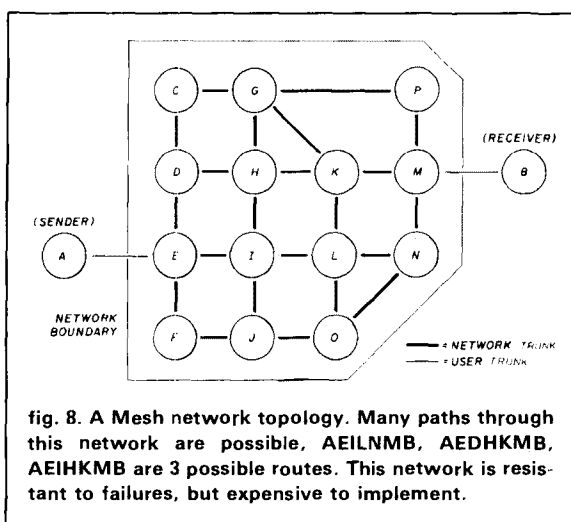 C G P
(RECEIVER)
D H K M B
(SENDER)
A E I L N
NETWORK
BOUNDARY
F J O
= NETWORK TRUNK
= USER TRUNK
fig. 8. A Mesh network topology. Many paths through
this network are possible, AEILNMB, AEDHKMB,
AEIHKMB are 3 possible routes. This network is resis-
tant to failures, but expensive to implement.